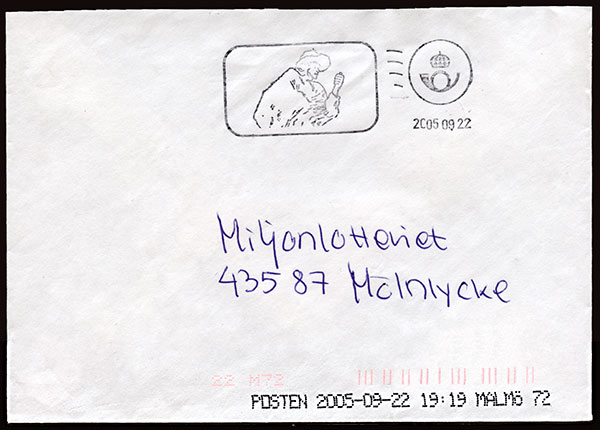 2005 09 22
Miljonlotteriet
435 87 Mölnlycke
22 M72
POSTEN 2005-09-22 19:19 MALMÖ 72